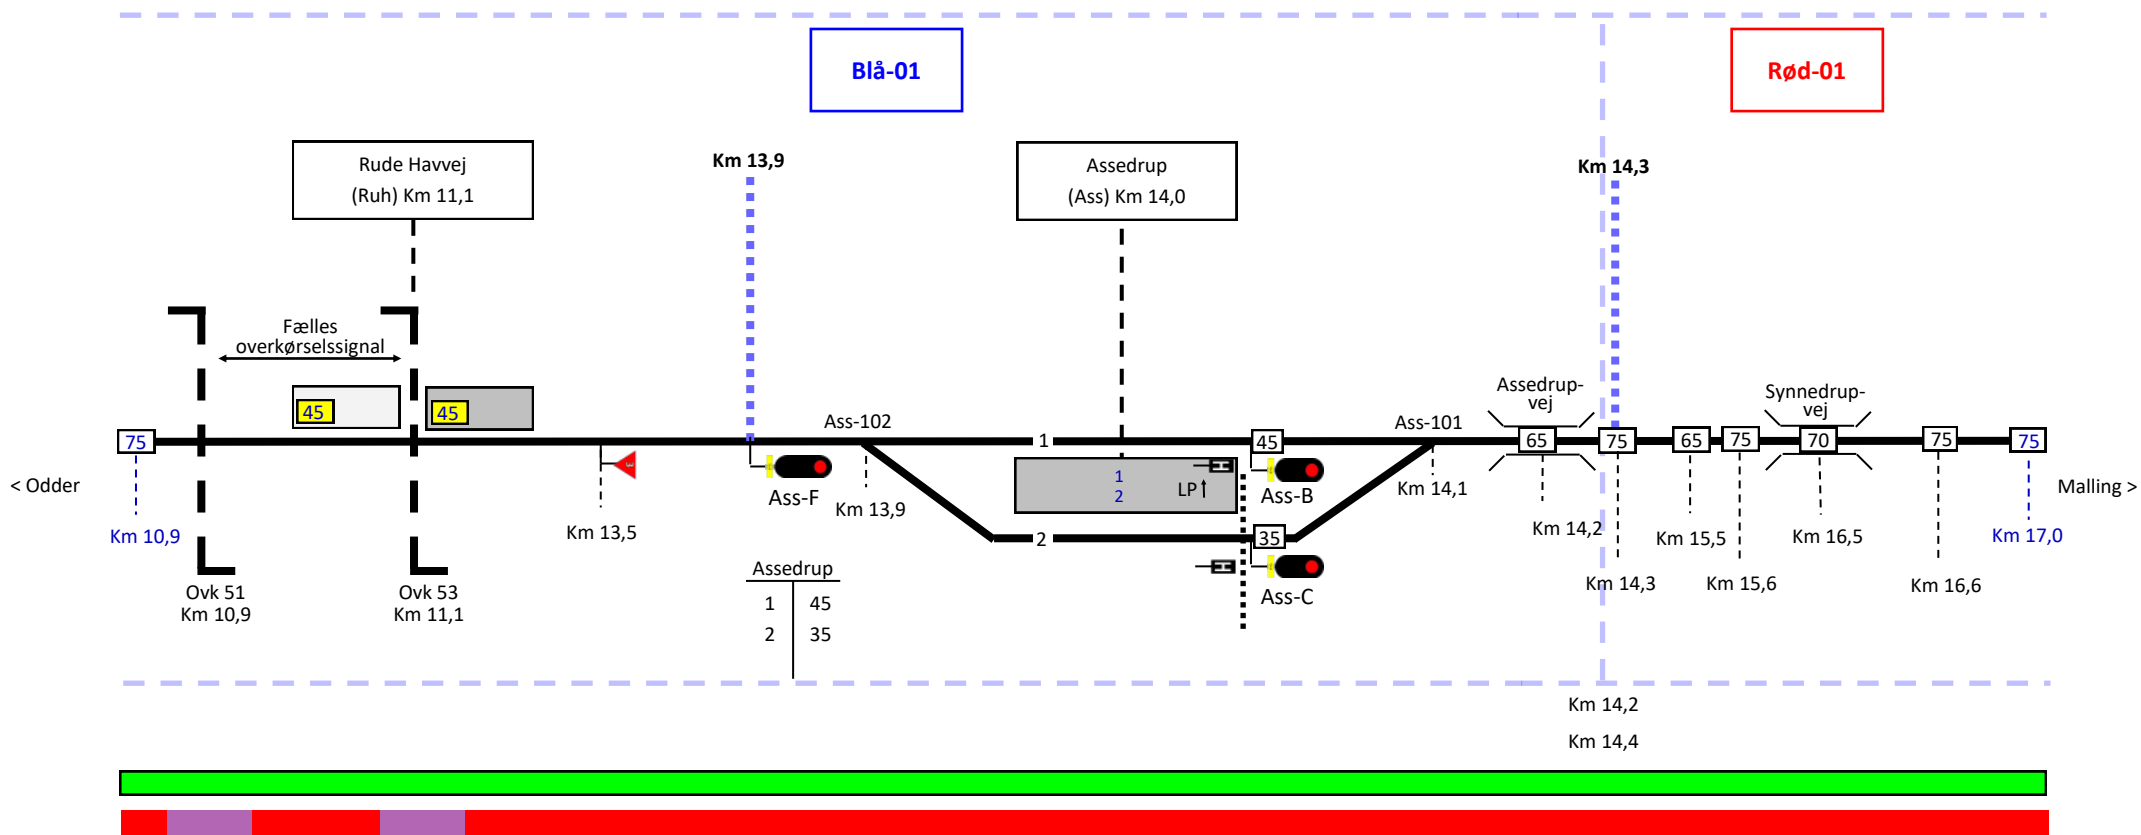 Blå-01
Rød-01
Rude Havvej
(Ruh) Km 11,1
Km 13,9
Assedrup
(Ass) Km 14,0
Km 14,3
Fælles
overkørselssignal
45
45
Ass-102
Ass-101
Assedrup-
vej
Synnedrup-
vej
75
1
45
65
75
65
75
70
75
75
< Odder
Malling >
Ass-F
1
2
LP
Ass-B
Km 13,9
Km 14,1
Km 10,9
Km 13,5
2
35
Km 14,2
Km 15,5
Km 16,5
Km 17,0
Ovk 51
Km 10,9
Ovk 53
Km 11,1
Assedrup
1 45
2 35
Ass-C
Km 14,3
Km 15,6
Km 16,6
Km 14,2
Km 14,4